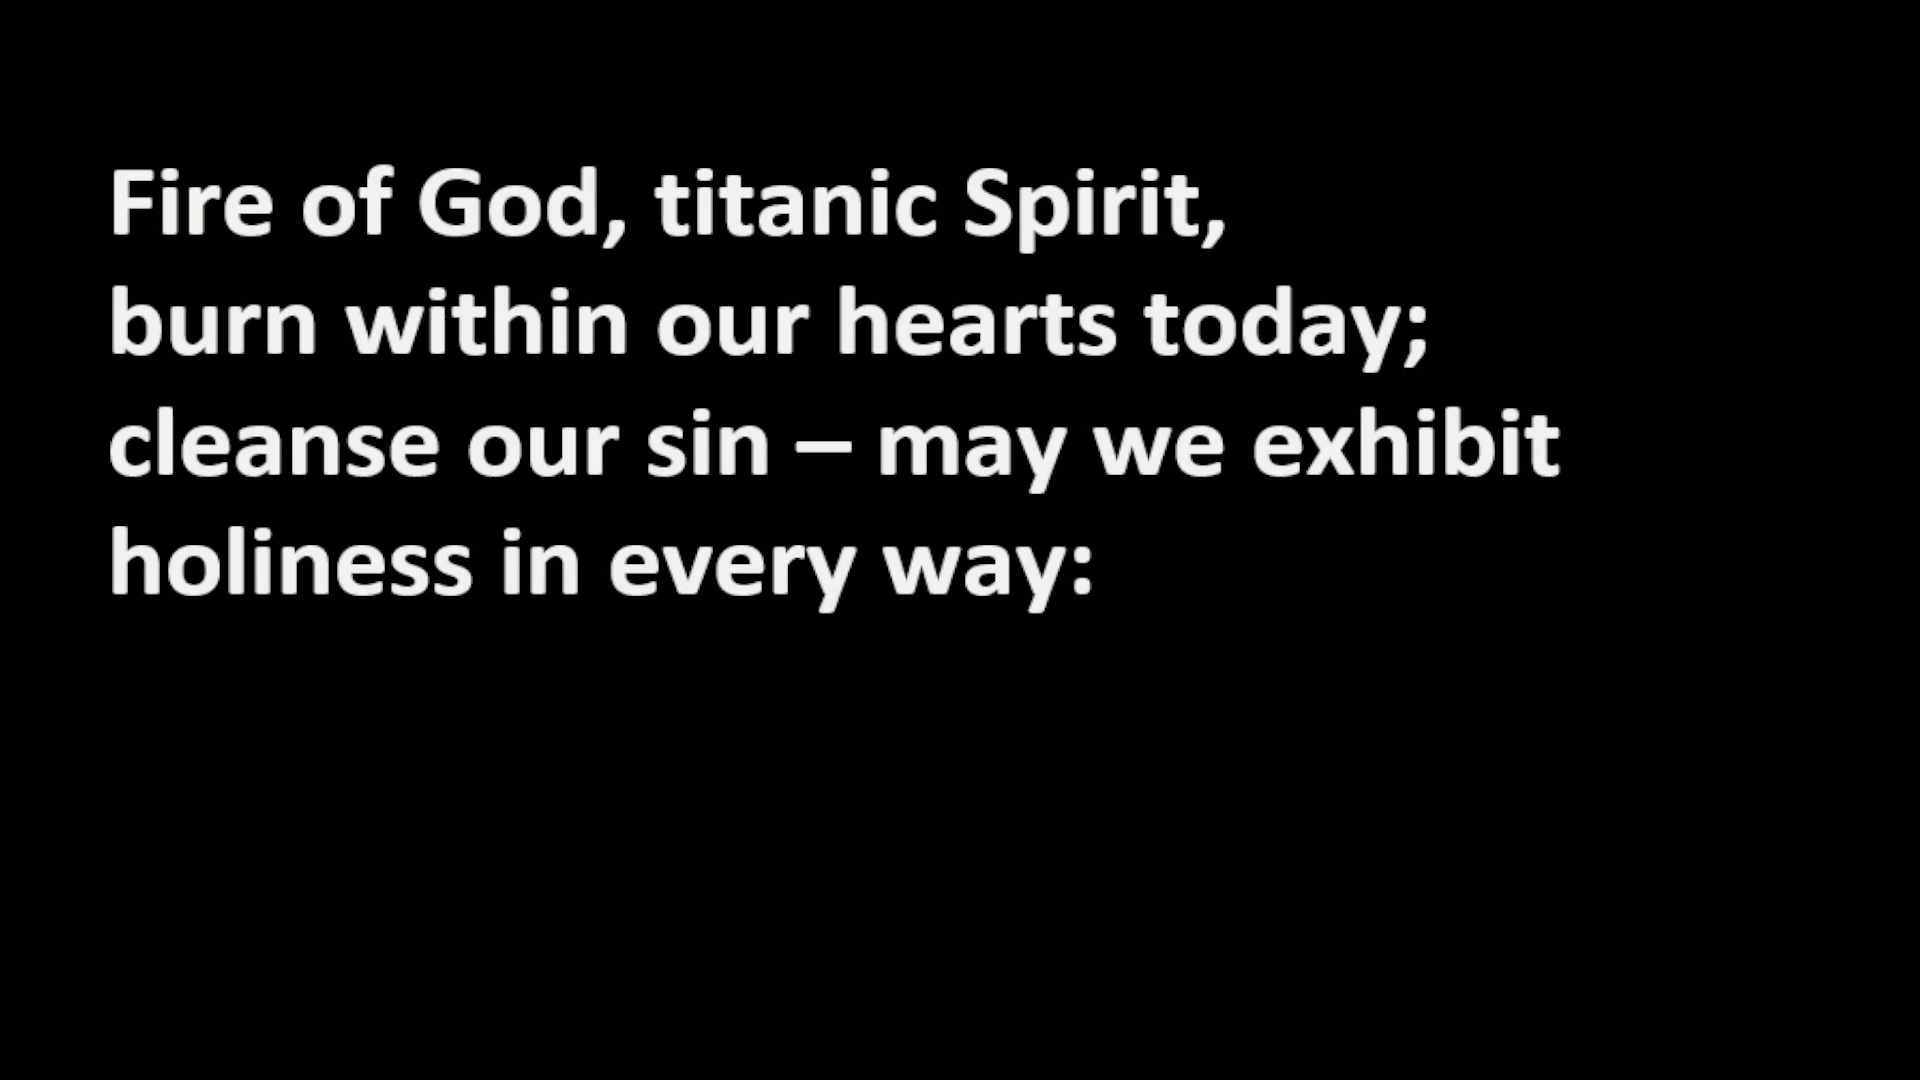 Fire of God, titanic Spirit,
burn within our hearts today;
cleanse our sin – may we exhibit
holiness in every way: